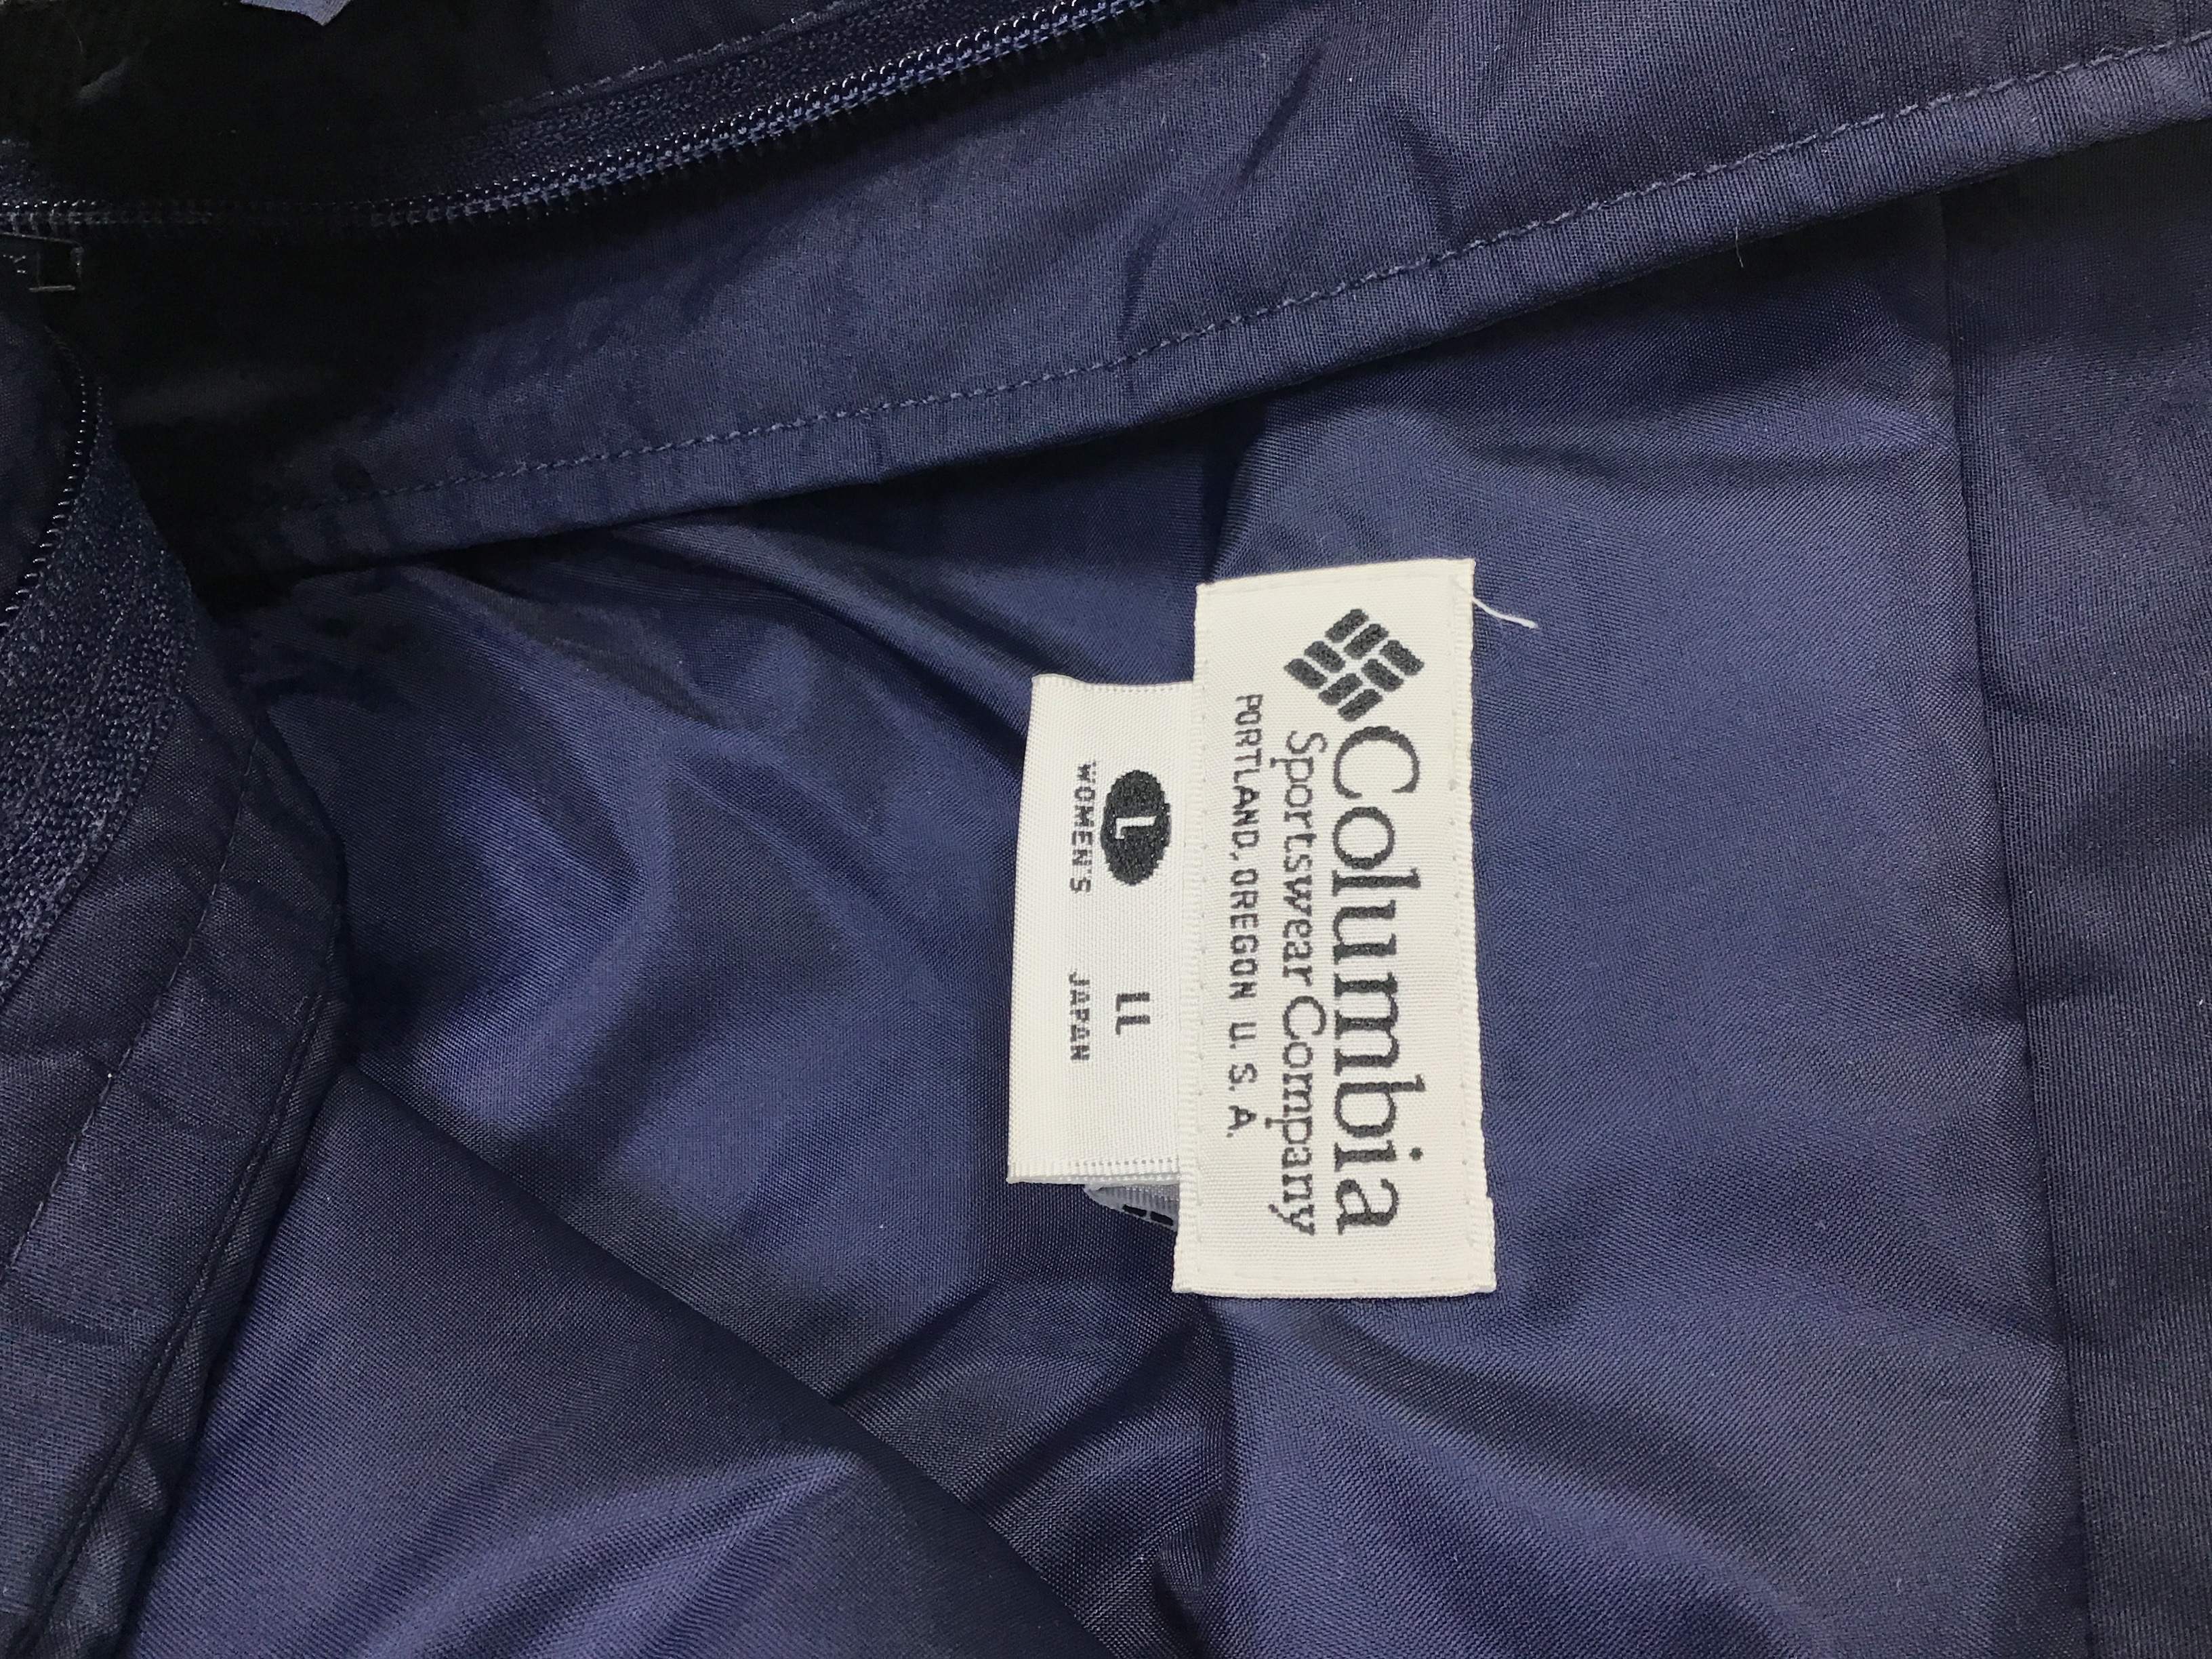 Columbia
Sportswear Company
PORTLAND, OREGON U.S.A.
L LL
WOMEN'S JAPAN